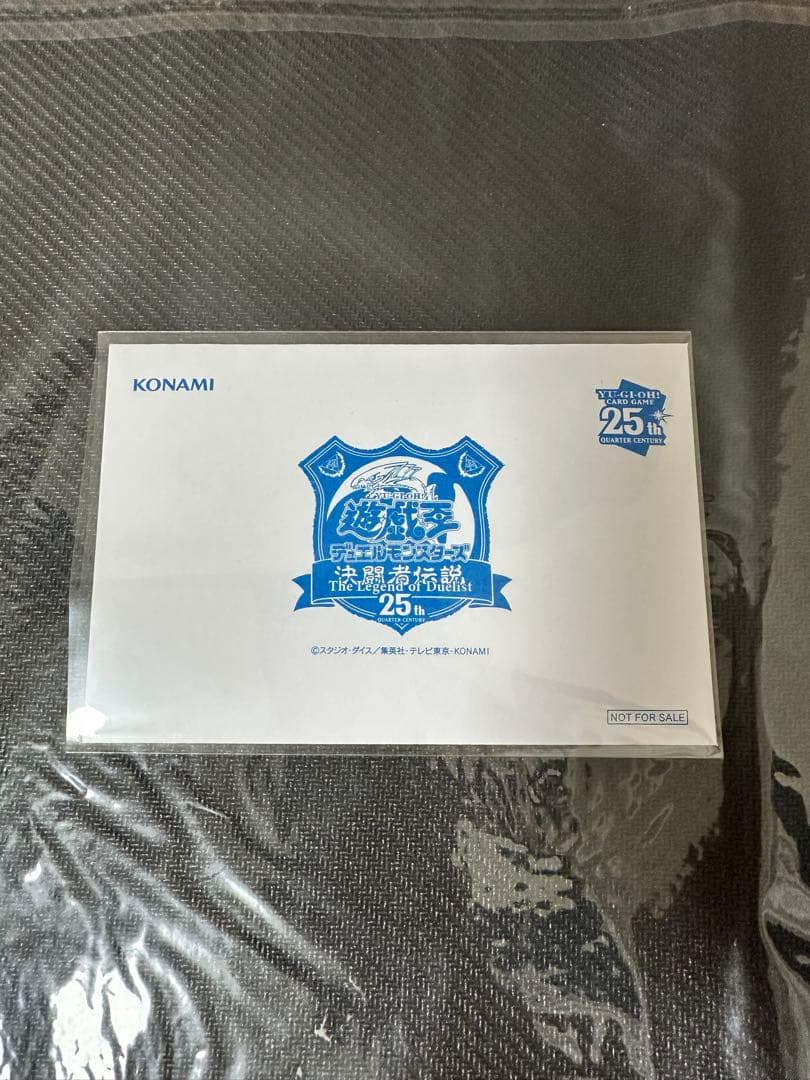 KONAMI
YU-GI-OH!
CARD GAME
25th
QUARTER CENTURY
YU-GI-OH!
遊戯王
デュエルモンスターズ
決闘者伝説
The Legend of Duelist
25th
QUARTER CENTURY
©スタジオ・ダイス／集英社・テレビ東京・KONAMI
NOT FOR SALE